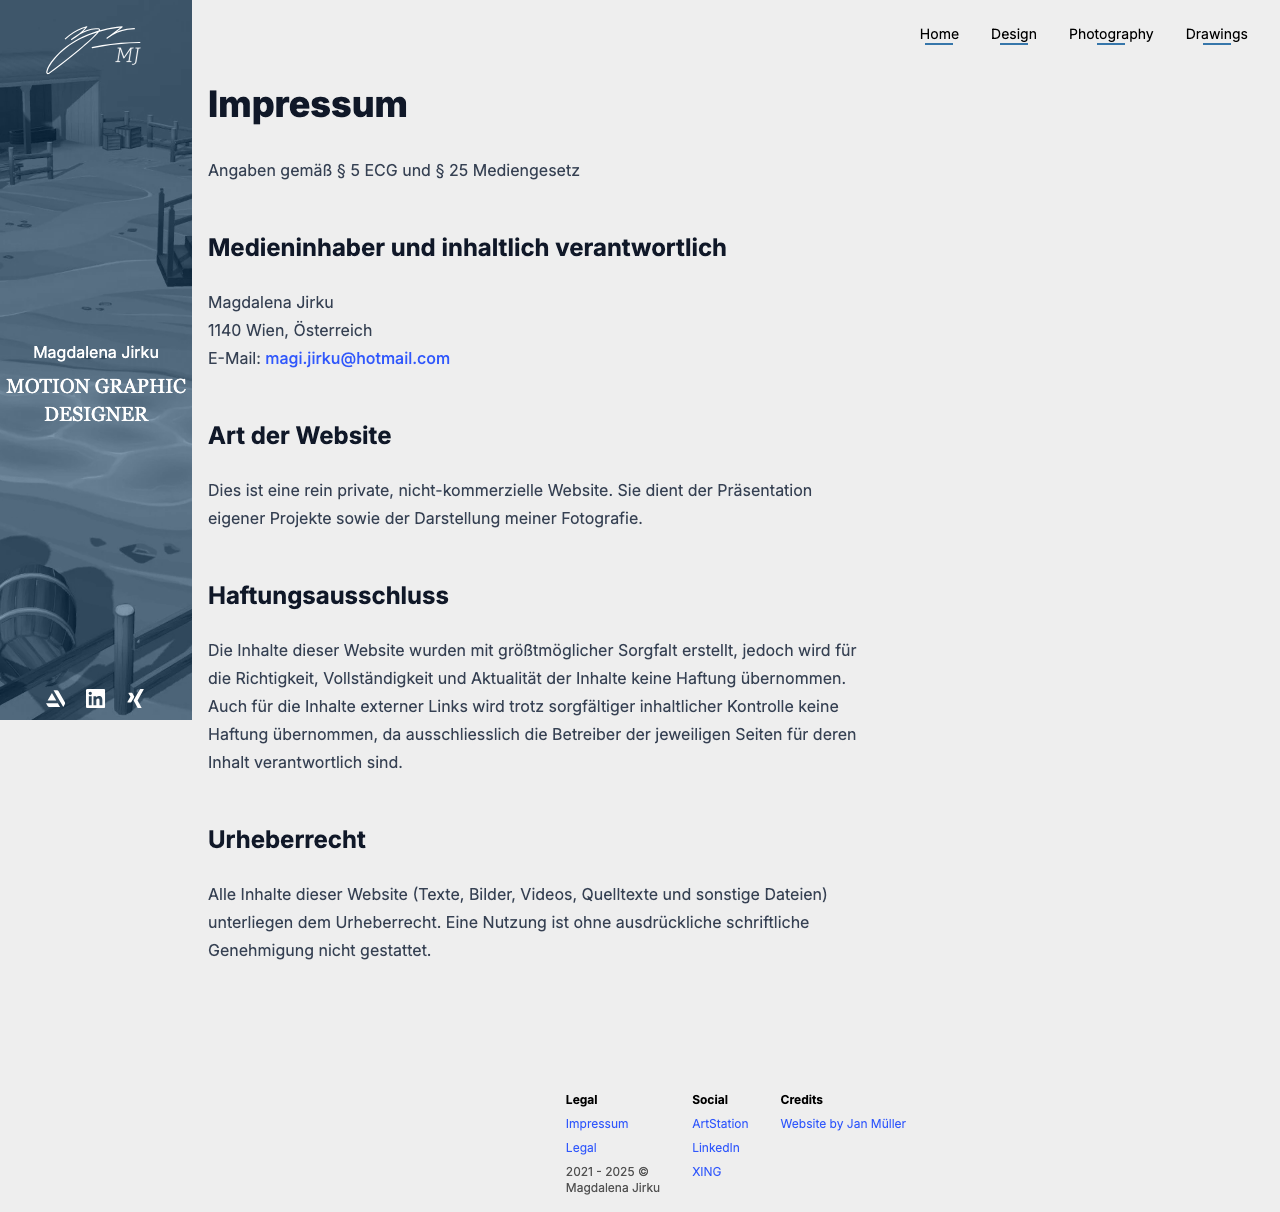 MJ
Home
Design
Photography
Drawings
Impressum
Angaben gemäß § 5 ECG und § 25 Mediengesetz
Medieninhaber und inhaltlich verantwortlich
Magdalena Jirku
1140 Wien, Österreich
E-Mail: magi.jirku@hotmail.com
Magdalena Jirku
MOTION GRAPHIC
DESIGNER
Art der Website
Dies ist eine rein private, nicht-kommerzielle Website. Sie dient der Präsentation
eigener Projekte sowie der Darstellung meiner Fotografie.
Haftungsausschluss
Die Inhalte dieser Website wurden mit größtmöglicher Sorgfalt erstellt, jedoch wird für
die Richtigkeit, Vollständigkeit und Aktualität der Inhalte keine Haftung übernommen.
Auch für die Inhalte externer Links wird trotz sorgfältiger inhaltlicher Kontrolle keine
Haftung übernommen, da ausschliesslich die Betreiber der jeweiligen Seiten für deren
Inhalt verantwortlich sind.
Urheberrecht
Alle Inhalte dieser Website (Texte, Bilder, Videos, Quelltexte und sonstige Dateien)
unterliegen dem Urheberrecht. Eine Nutzung ist ohne ausdrückliche schriftliche
Genehmigung nicht gestattet.
Legal
Impressum
Legal
2021 - 2025 ©
Magdalena Jirku
Social
ArtStation
LinkedIn
XING
Credits
Website by Jan Müller